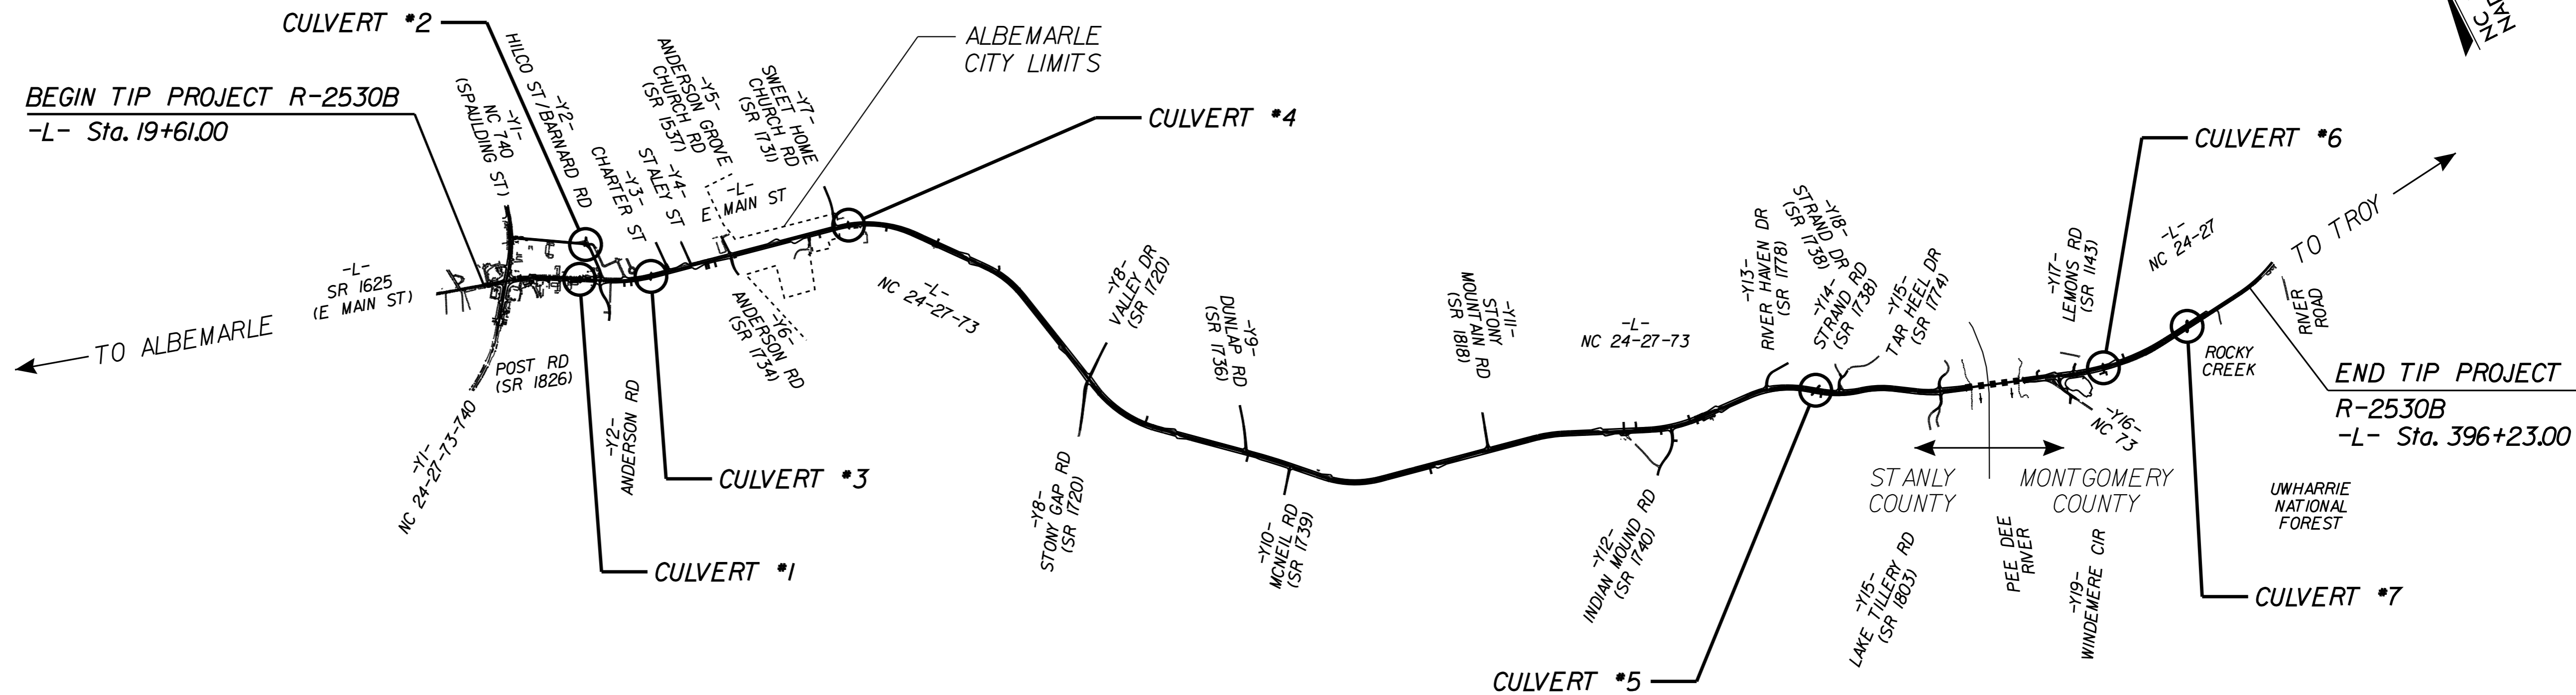 CULVERT #2
BEGIN TIP PROJECT R-2530B
-L- Sta. 19+61.00
-Y1-
NC 740
(SPAULDING ST)
-Y2-
HILCO ST/BARNARD RD
-Y3-
CHARTER ST
-Y4-
STALEY ST
-Y5-
ANDERSON GROVE
CHURCH RD
(SR 1537)
-Y7-
SWEET HOME
CHURCH RD
(SR 1731)
ALBEMARLE
CITY LIMITS
-L-
E MAIN ST
CULVERT #4
CULVERT #6
NC
TO TROY
-L-
SR 1625
(E MAIN ST)
TO ALBEMARLE
POST RD
(SR 1826)
-Y1-
NC 24-27-73-740
-Y2-
ANDERSON RD
-Y6-
ANDERSON RD
(SR 1734)
CULVERT #3
CULVERT #1
-L-
NC 24-27-73
-Y8-
VALLEY DR
(SR 1720)
-Y8-
STONY GAP RD
(SR 1720)
-Y9-
DUNLAP RD
(SR 1736)
-Y10-
MCNEIL RD
(SR 1739)
-Y11-
STONY
MOUNTAIN RD
(SR 1818)
-L-
NC 24-27-73
-Y12-
INDIAN MOUND RD
(SR 1740)
-Y13-
RIVER HAVEN DR
(SR 1778)
-Y18-
STRAND DR
(SR 1738)
-Y14-
STRAND RD
(SR 1738)
-Y15-
TAR HEEL DR
(SR 1774)
CULVERT #5
-Y15-
LAKE TILLERY RD
(SR 1803)
STANLY
COUNTY
MONTGOMERY
COUNTY
PEE DEE
RIVER
-Y19-
WINDEMERE CIR
-Y17-
LEMONS RD
(SR 1143)
-Y16-
NC 73
-L-
NC 24-27
ROCKY
CREEK
RIVER
ROAD
END TIP PROJECT
R-2530B
-L- Sta. 396+23.00
UWHARRIE
NATIONAL
FOREST
CULVERT #7